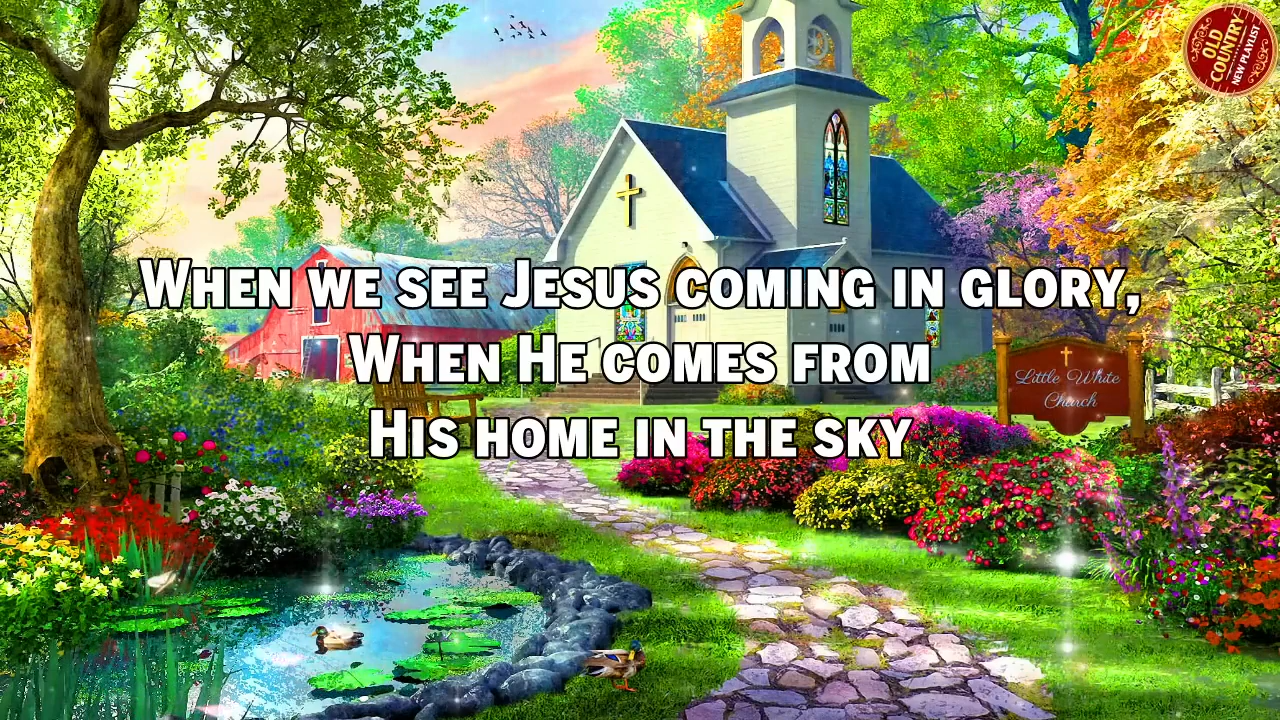 OLD
COUNTRY
NEW PLAYLIST
When we see Jesus coming in glory,
When He comes from
His home in the sky
Little White
Church